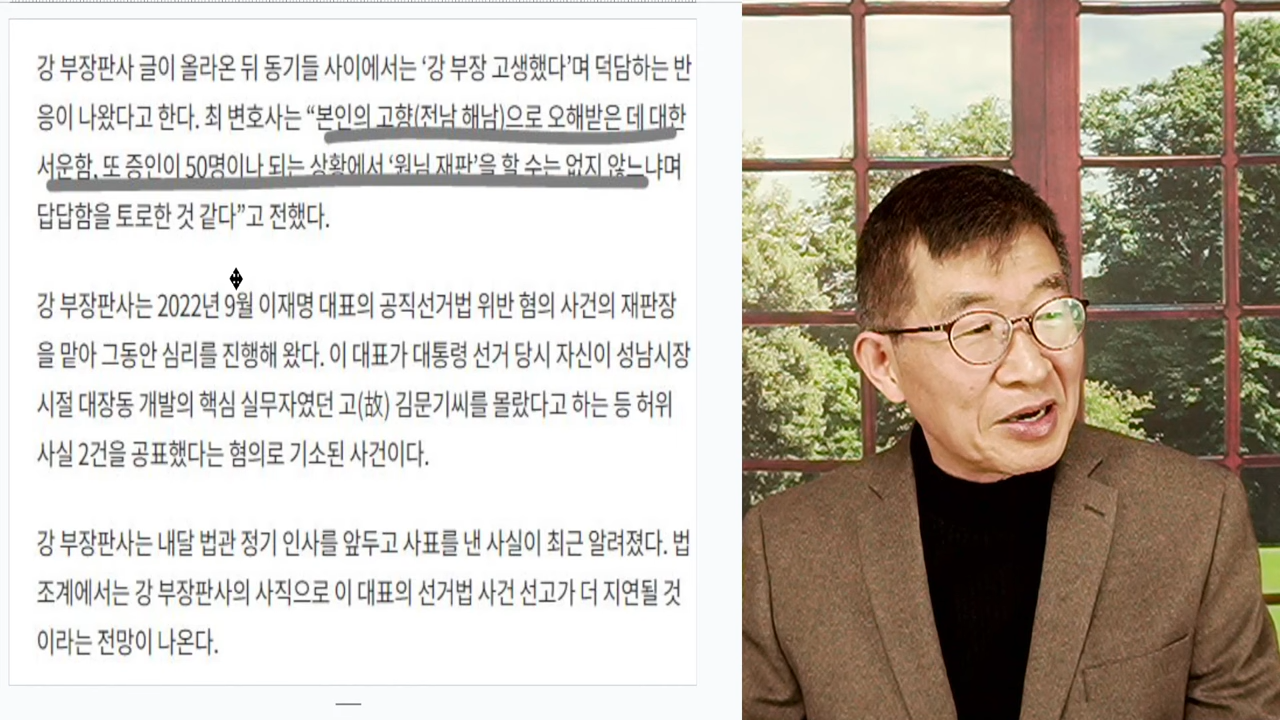 강 부장판사 글이 올라온 뒤 동기들 사이에서는 ‘강 부장 고생했다’며 덕담하는 반
응이 나왔다고 한다. 최 변호사는 “본인의 고향(전남 해남)으로 오해받은 데 대한
서운함, 또 증인이 50명이나 되는 상황에서 ‘원님 재판’을 할 수는 없지 않느냐며
답답함을 토로한 것 같다”고 전했다.
강 부장판사는 2022년 9월 이재명 대표의 공직선거법 위반 혐의 사건의 재판장
을 맡아 그동안 심리를 진행해 왔다. 이 대표가 대통령 선거 당시 자신이 성남시장
시절 대장동 개발의 핵심 실무자였던 고(故) 김문기씨를 몰랐다고 하는 등 허위
사실 2건을 공표했다는 혐의로 기소된 사건이다.
강 부장판사는 내달 법관 정기 인사를 앞두고 사표를 낸 사실이 최근 알려졌다. 법
조계에서는 강 부장판사의 사직으로 이 대표의 선거법 사건 선고가 더 지연될 것
이라는 전망이 나온다.